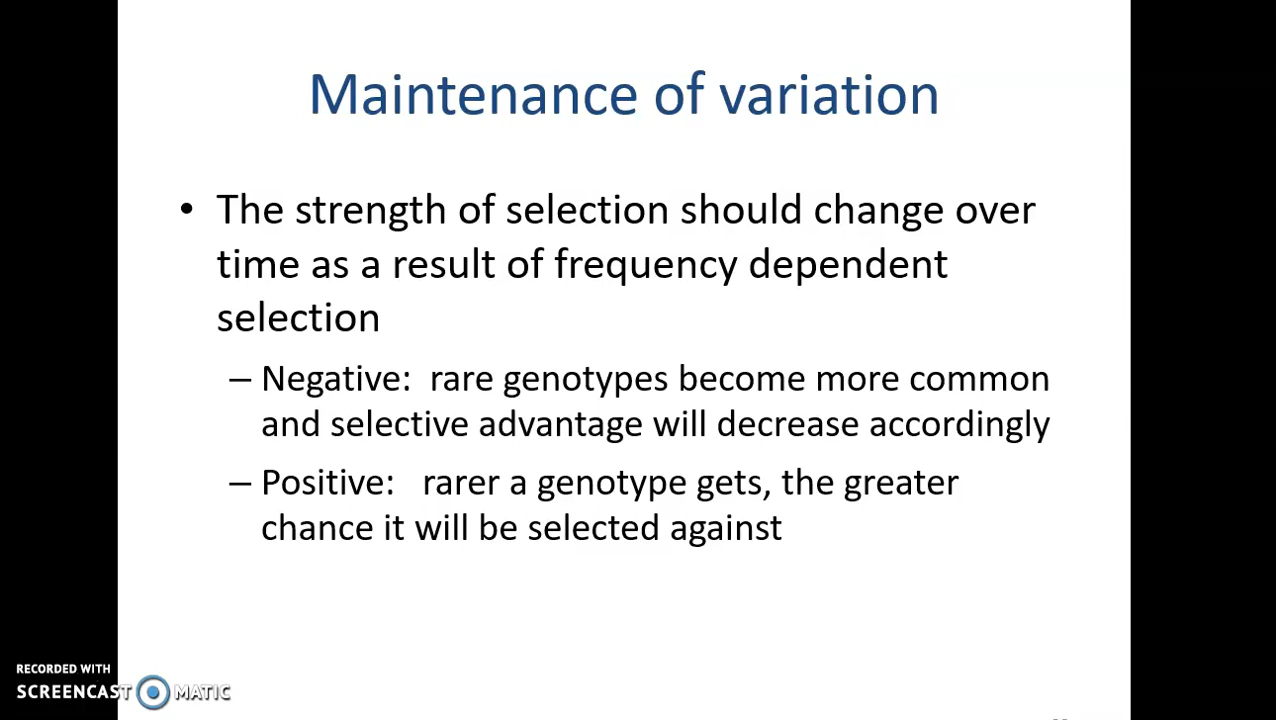 Maintenance of variation
• The strength of selection should change over
time as a result of frequency dependent
selection
– Negative:  rare genotypes become more common
and selective advantage will decrease accordingly
– Positive:   rarer a genotype gets, the greater
chance it will be selected against
RECORDED WITH
SCREENCAST MATIC